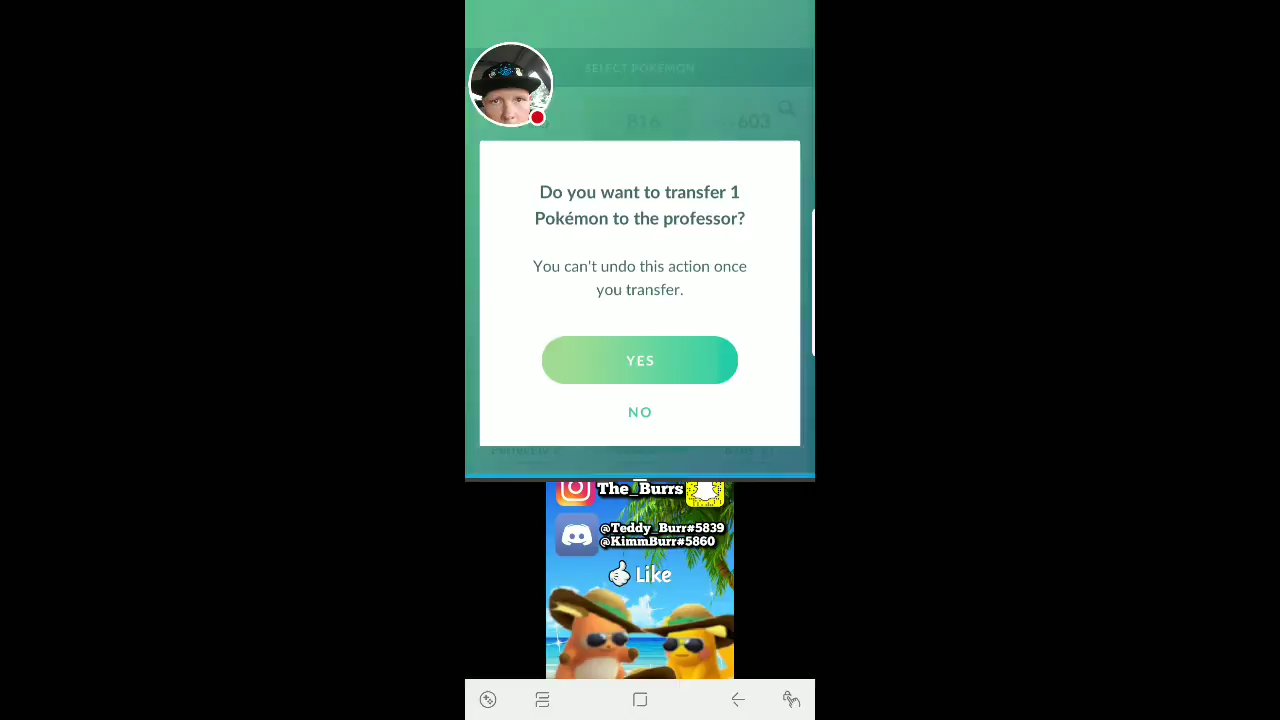 SELECT POKÉMON
816
603
Do you want to transfer 1
Pokémon to the professor?
You can't undo this action once
you transfer.
YES
NO
The_Burrs
@Teddy_Burr#5839
@KimmBurr#5860
Like